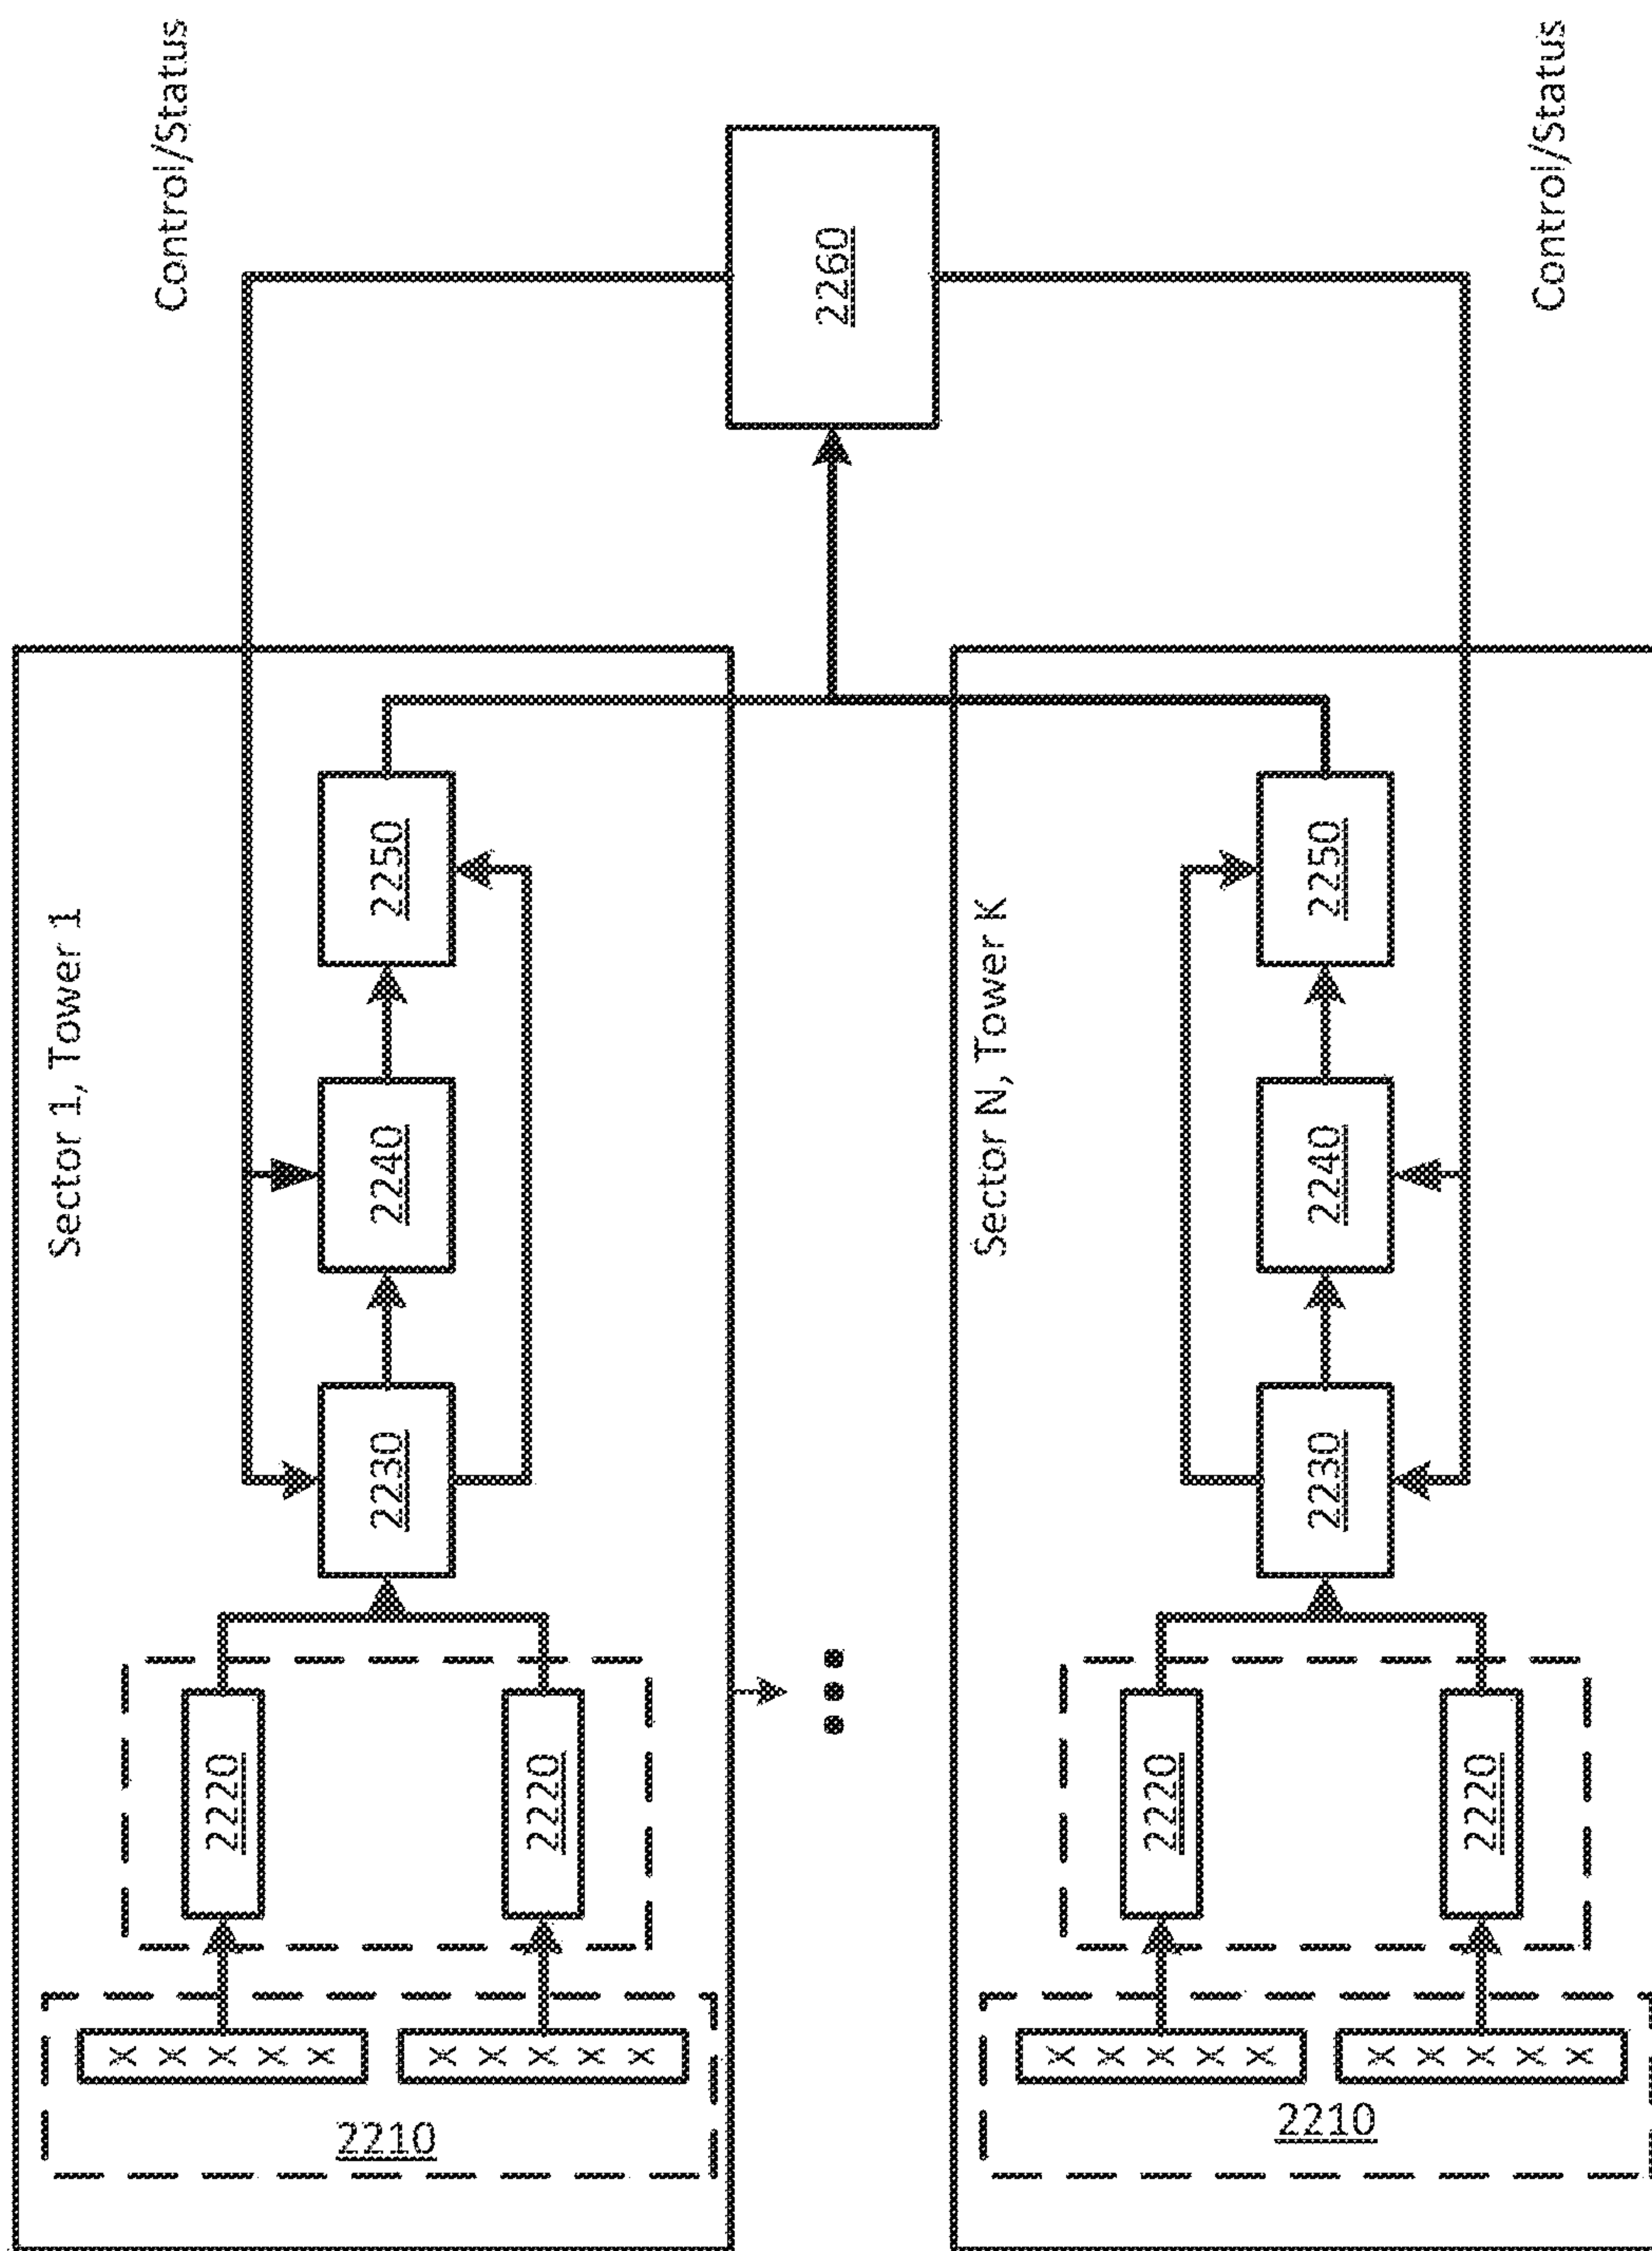 Sector 1, Tower 1
Control/Status
2210
X X X X X
X X X X X
2220
2220
2230
2240
2250
2260
Sector N, Tower K
Control/Status
2210
X X X X X
X X X X X
2220
2220
2230
2240
2250